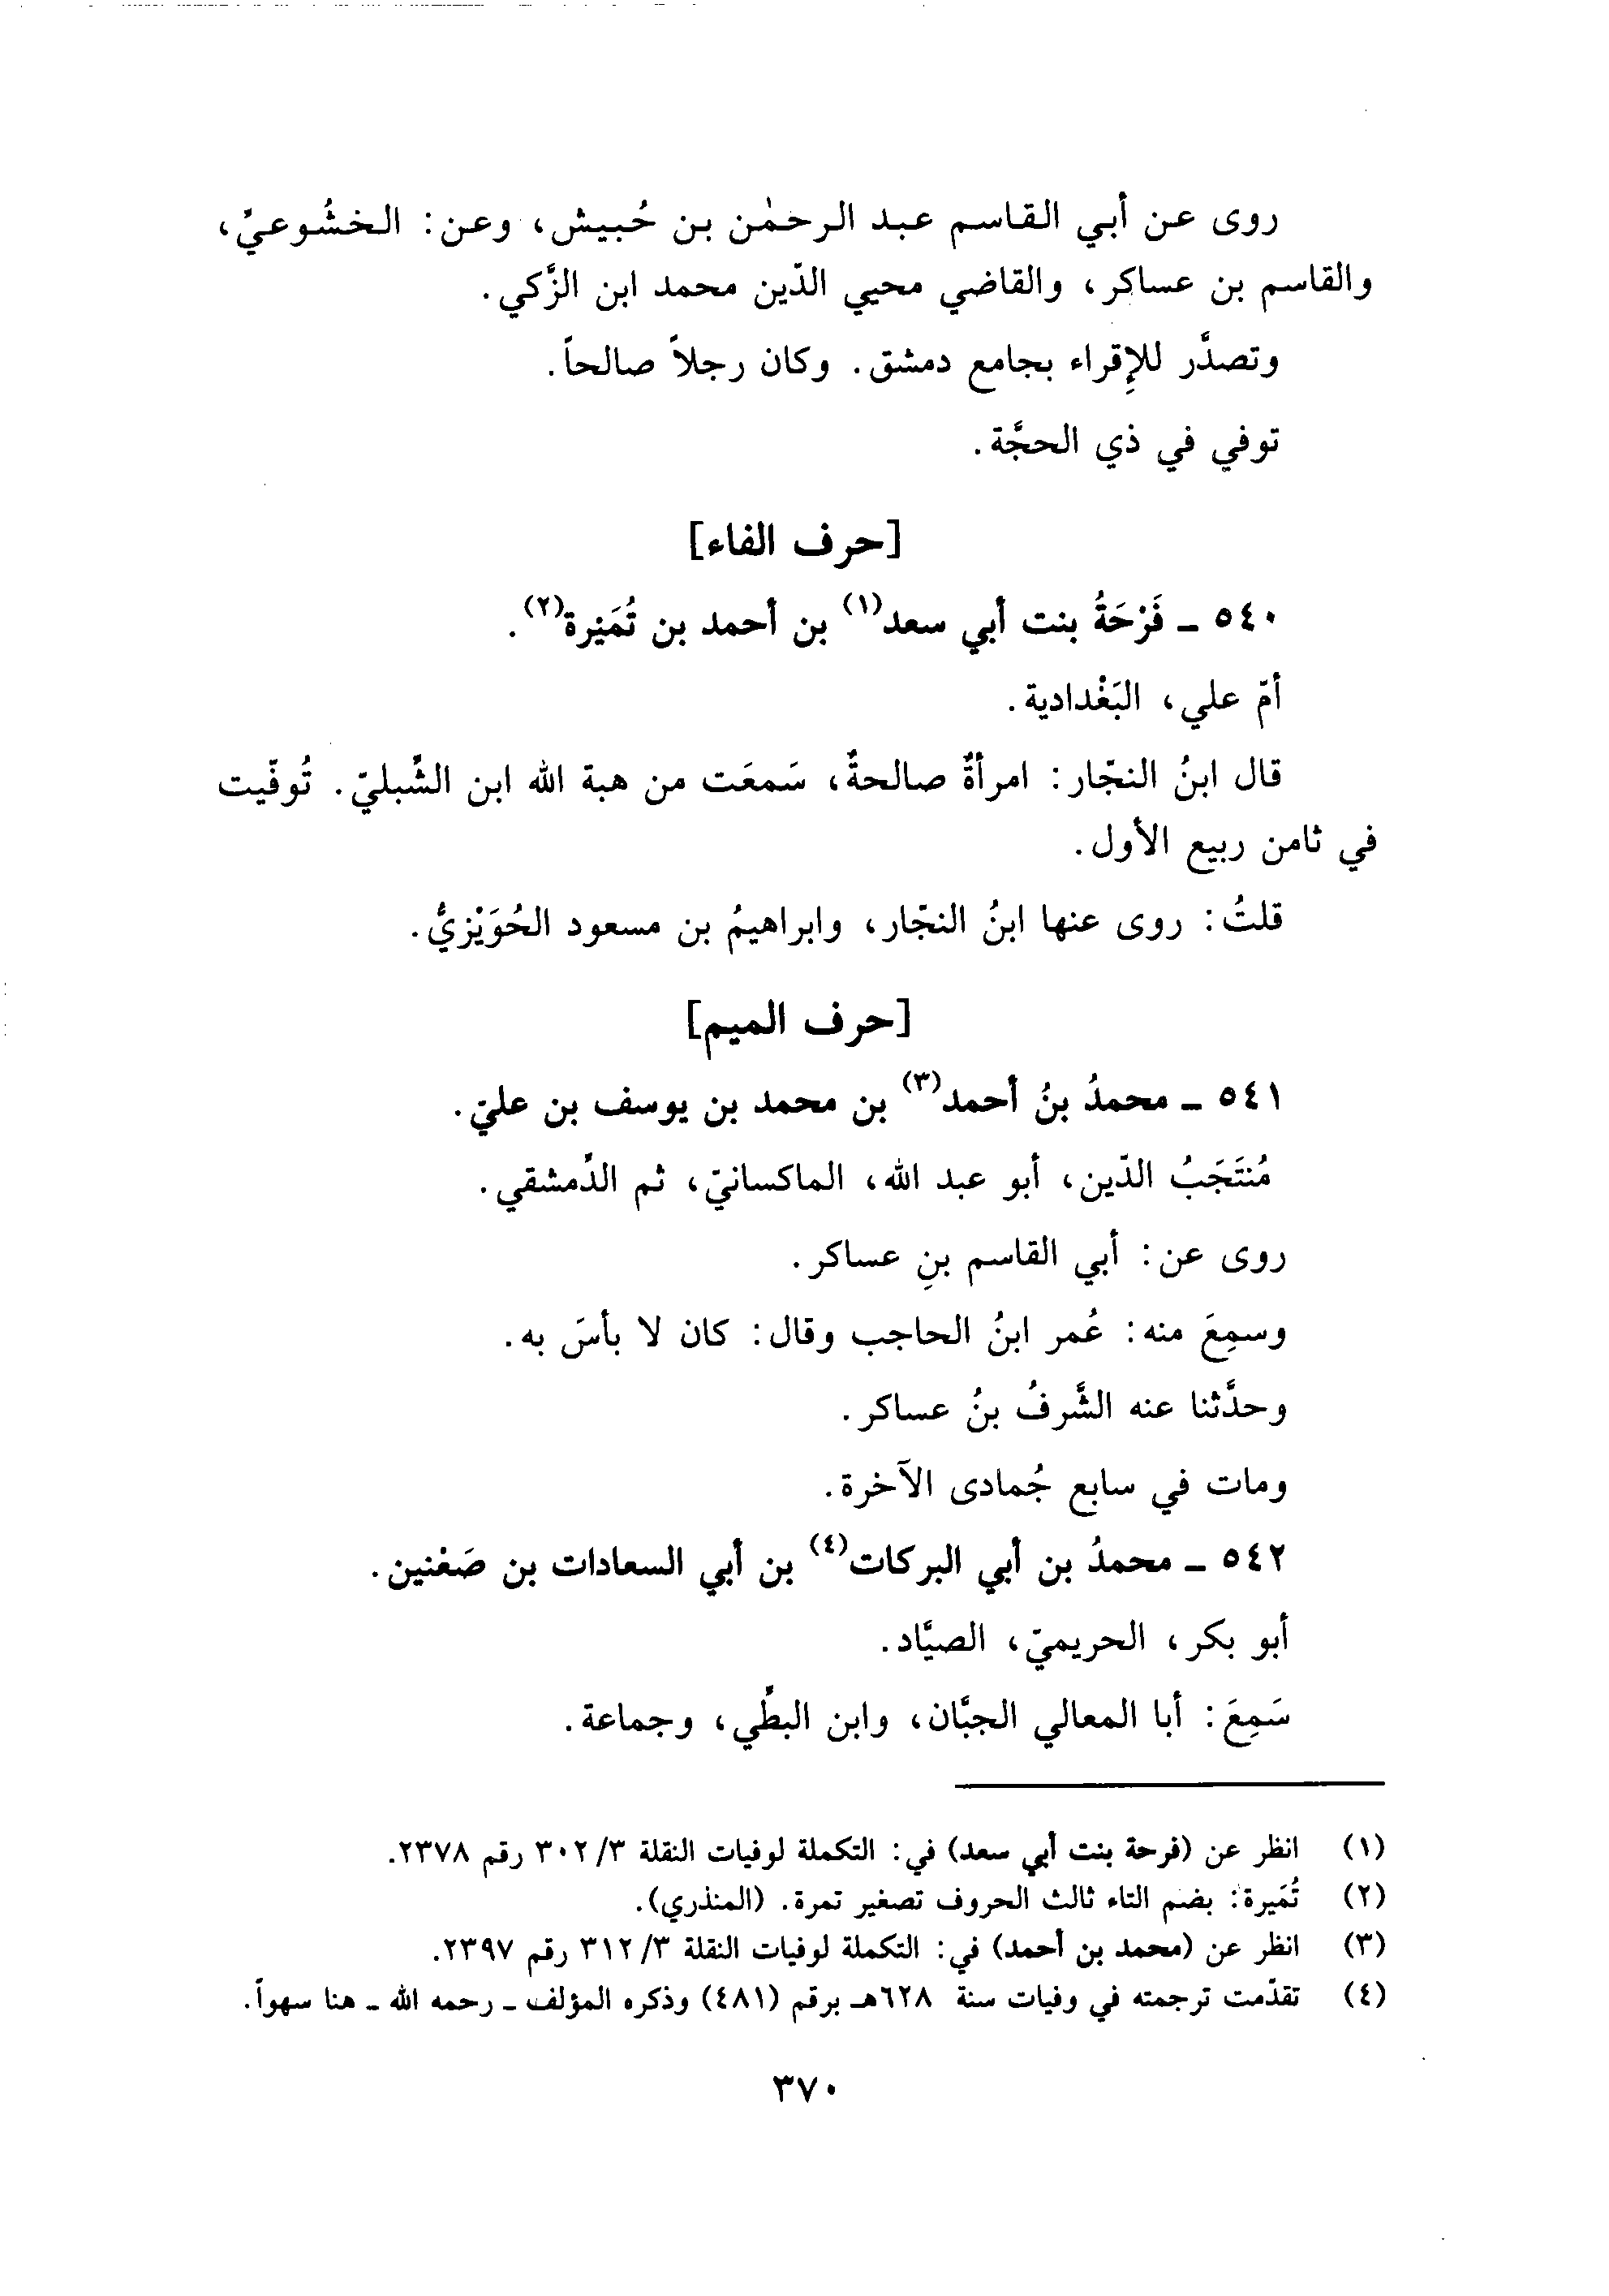 روى عن أبي القاسم عبد الرحمٰن بن حُبيش، وعن: الخشُوعيّ،
والقاسم بن عساكر، والقاضي محيي الدّين محمد ابن الزَّكي.
وتصدَّر للإِقراء بجامع دمشق. وكان رجلاً صالحاً.
توفي في ذي الحجَّة.
[حرف الفاء]
٥٤٠ ـ فَرْحَةُ بنت أبي سعد(١) بن أحمد بن تُمَيْرة(٢).
أمّ علي، البَغْدادية.
قال ابنُ النجّار: امرأةٌ صالحةٌ، سَمعَت من هبة الله ابن الشِّبليّ. تُوفّيت
في ثامن ربيع الأول.
قلتُ: روى عنها ابنُ النجّار، وابراهيمُ بن مسعود الحُوَيْزيُّ.
[حرف الميم]
٥٤١ ـ محمدُ بنُ أحمد(٣) بن محمد بن يوسف بن عليّ.
مُنتَجَبُ الدّين، أبو عبد الله، الماكسانيّ، ثم الدِّمشقي.
روى عن: أبي القاسم بنِ عساكر.
وسمِعَ منه: عُمر ابنُ الحاجب وقال: كان لا بأسَ به.
وحدَّثنا عنه الشَّرفُ بنُ عساكر.
ومات في سابع جُمادى الآخرة.
٥٤٢ ـ محمدُ بن أبي البركات(٤) بن أبي السعادات بن صَعْنين.
أبو بكر، الحريميّ، الصيَّاد.
سَمِعَ: أبا المعالي الجبَّان، وابن البطِّي، وجماعة.
(١) انظر عن (فرحة بنت أبي سعد) في: التكملة لوفيات النقلة ٣/ ٣٠٢ رقم ٢٣٧٨.
(٢) تُمَيرة: بضم التاء ثالث الحروف تصغير تمرة. (المنذري).
(٣) انظر عن (محمد بن أحمد) في: التكملة لوفيات النقلة ٣/ ٣١٢ رقم ٢٣٩٧.
(٤) تقدّمت ترجمته في وفيات سنة ٦٢٨هـ برقم (٤٨١) وذكره المؤلف ـ رحمه الله ـ هنا سهواً.
٣٧٠